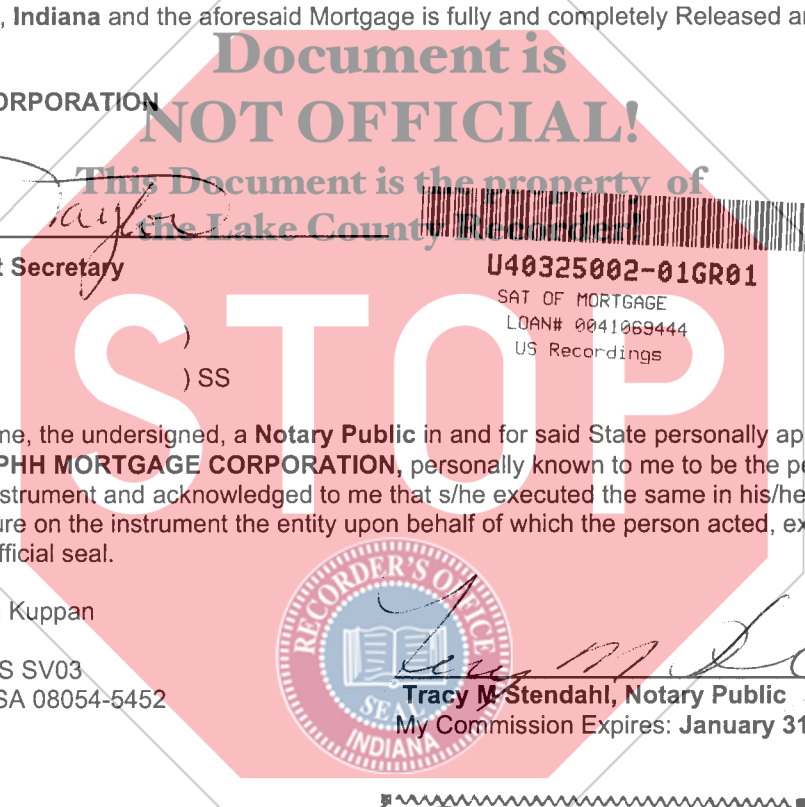 , Indiana and the aforesaid Mortgage is fully and completely Released an
Document is
ORPORATION
NOT OFFICIAL!
This Document is the property of
Taylor
the Lake County Recorder!
t Secretary
U40325002-01GR01
SAT OF MORTGAGE
LOAN# 0041069444
US Recordings
)
) SS
STOP
me, the undersigned, a Notary Public in and for said State personally ap
PHH MORTGAGE CORPORATION, personally known to me to be the pe
nstrument and acknowledged to me that s/he executed the same in his/he
ure on the instrument the entity upon behalf of which the person acted, ex
fficial seal.
RECORDER'S OFFICE
SEAL
INDIANA
Kuppan
S SV03
SA 08054-5452
Tracy M Stendahl, Notary Public
My Commission Expires: January 31